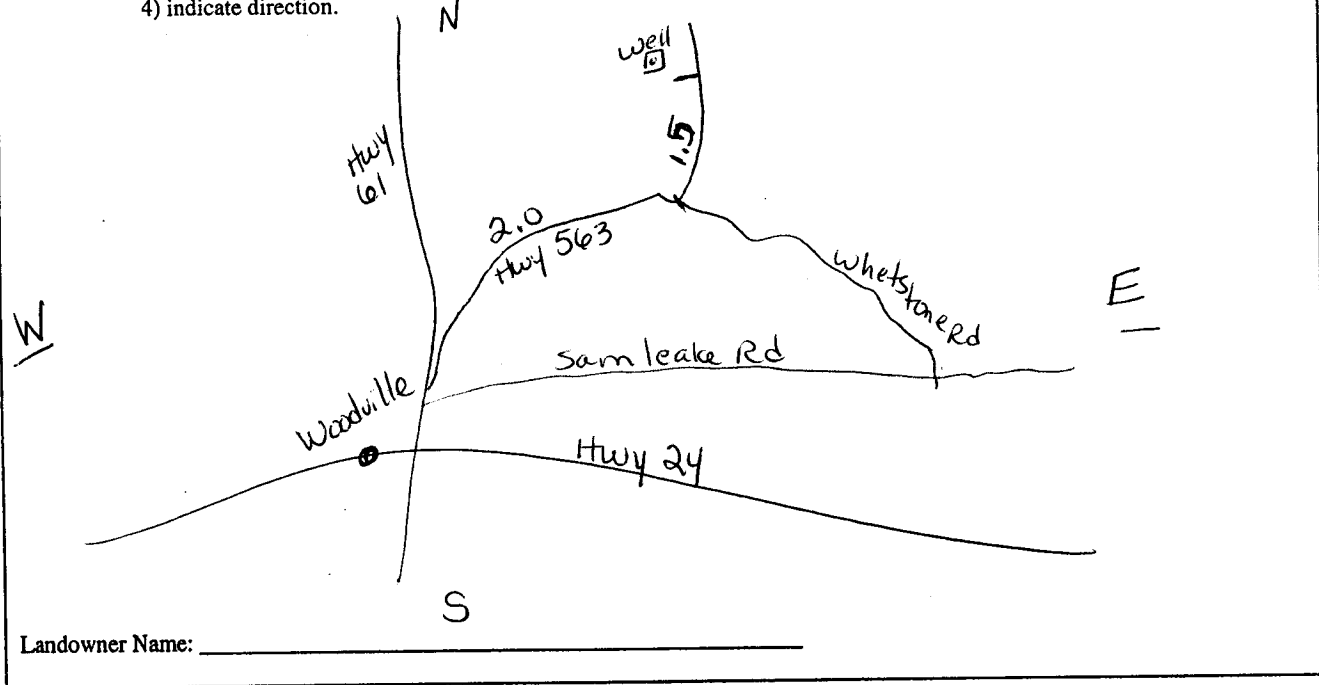 4) indicate direction.
N
Well
Hwy
61
1.5
2.0
Hwy 563
Whetstone Rd
E
W
Sam leake Rd
Woodville
Hwy 24
S
Landowner Name: